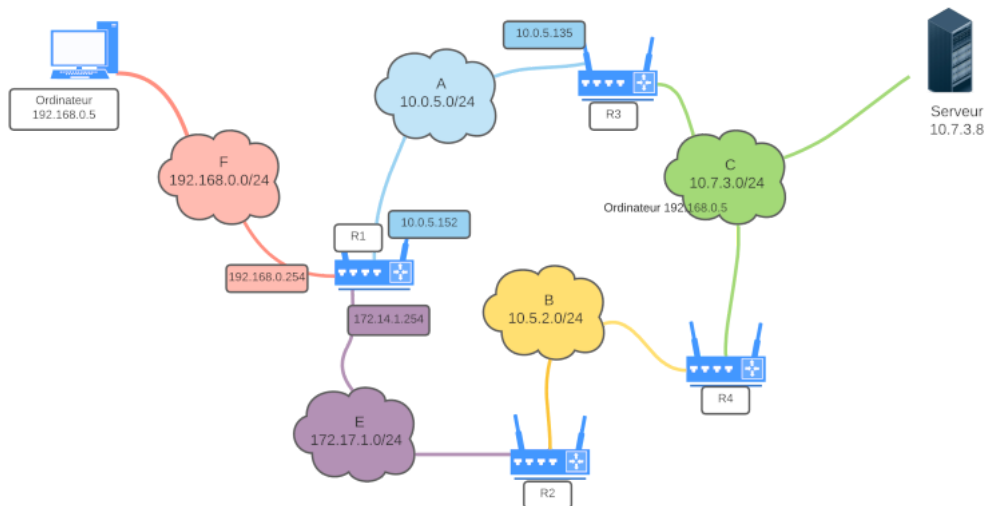 10.0.5.135
Ordinateur
192.168.0.5
A
10.0.5.0/24
R3
Serveur
10.7.3.8
F
192.168.0.0/24
C
10.7.3.0/24
Ordinateur 192.168.0.5
R1
10.0.5.152
192.168.0.254
172.14.1.254
B
10.5.2.0/24
R4
E
172.17.1.0/24
R2